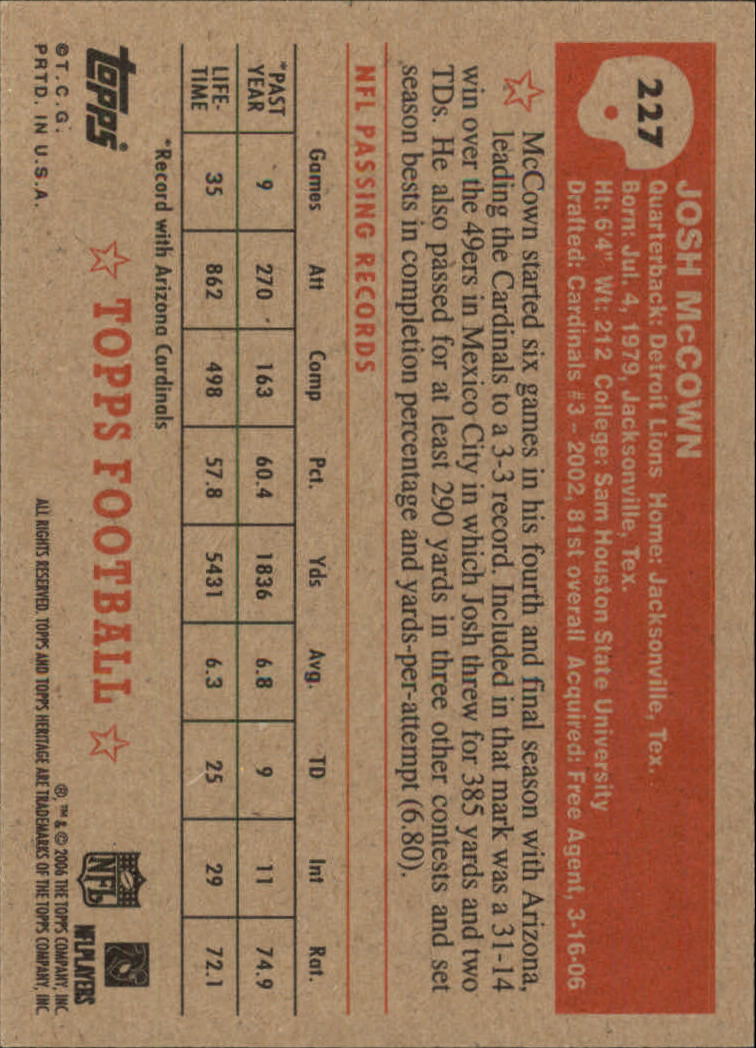 227
JOSH McCOWN
Quarterback: Detroit Lions Home: Jacksonville, Tex.
Born: Jul. 4, 1979, Jacksonville, Tex.
Ht: 6'4" Wt: 212 College: Sam Houston State University
Drafted: Cardinals #3 - 2002, 81st overall Acquired: Free Agent, 3-16-06
McCown started six games in his fourth and final season with Arizona,
leading the Cardinals to a 3-3 record. Included in that mark was a 31-14
win over the 49ers in Mexico City in which Josh threw for 385 yards and two
TDs. He also passed for at least 290 yards in three other contests and set
season bests in completion percentage and yards-per-attempt (6.80).
NFL PASSING RECORDS
Games Att Comp Pct. Yds Avg. TD Int Rat.
*PAST YEAR 9 270 163 60.4 1836 6.8 9 11 74.9
LIFE-TIME 35 862 498 57.8 5431 6.3 25 29 72.1
*Record with Arizona Cardinals
topps
©T.C.G.
PRTD. IN U.S.A.
TOPPS FOOTBALL
NFL
NFLPLAYERS
®, ™ & © 2006 THE TOPPS COMPANY, INC
ALL RIGHTS RESERVED. TOPPS AND TOPPS HERITAGE ARE TRADEMARKS OF THE TOPPS COMPANY, INC